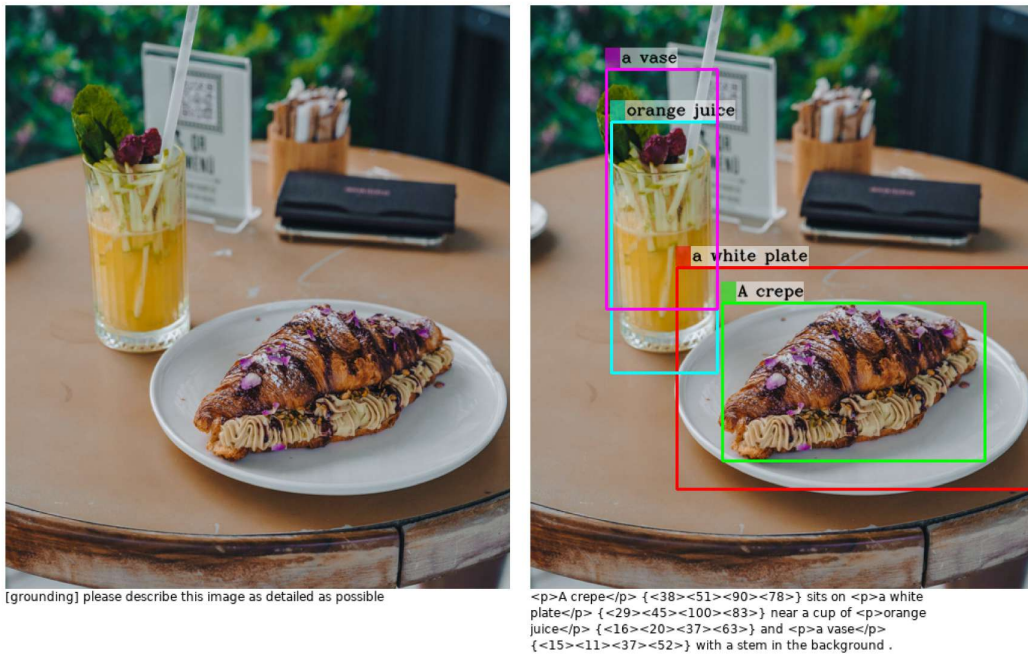 a vase
orange juice
a white plate
A crepe
[grounding] please describe this image as detailed as possible
<p>A crepe</p> {<38><51><90><78>} sits on <p>a white
plate</p> {<29><45><100><83>} near a cup of <p>orange
juice</p> {<16><20><37><63>} and <p>a vase</p>
{<15><11><37><52>} with a stem in the background .